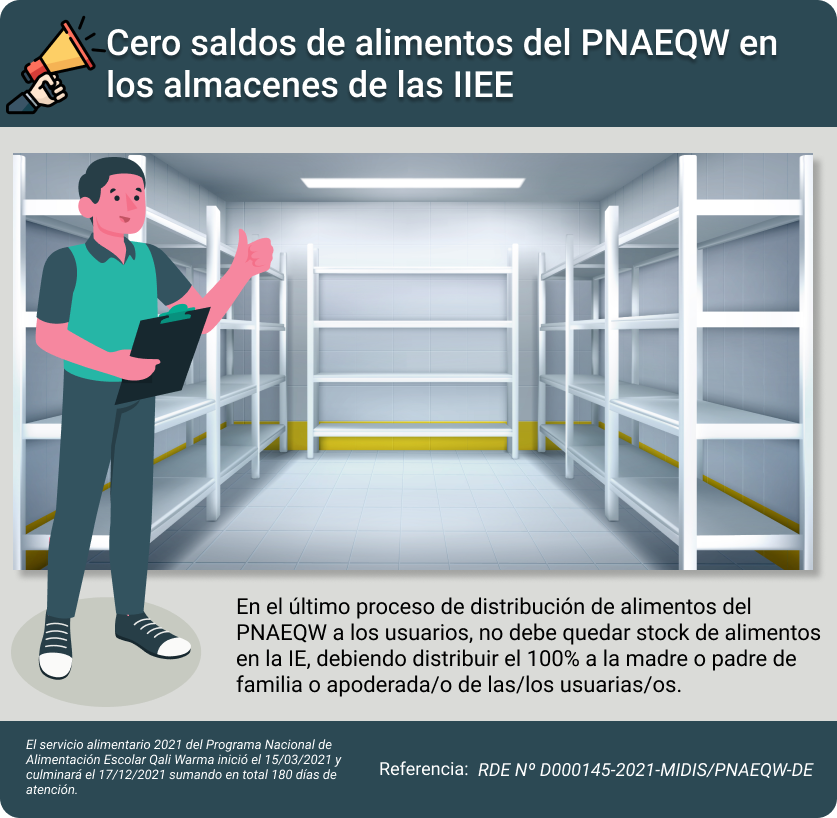 Cero saldos de alimentos del PNAEQW en
los almacenes de las IIEE
En el último proceso de distribución de alimentos del
PNAEQW a los usuarios, no debe quedar stock de alimentos
en la IE, debiendo distribuir el 100% a la madre o padre de
familia o apoderada/o de las/los usuarias/os.
El servicio alimentario 2021 del Programa Nacional de
Alimentación Escolar Qali Warma inició el 15/03/2021 y
culminará el 17/12/2021 sumando en total 180 días de
atención.
Referencia: RDE Nº D000145-2021-MIDIS/PNAEQW-DE